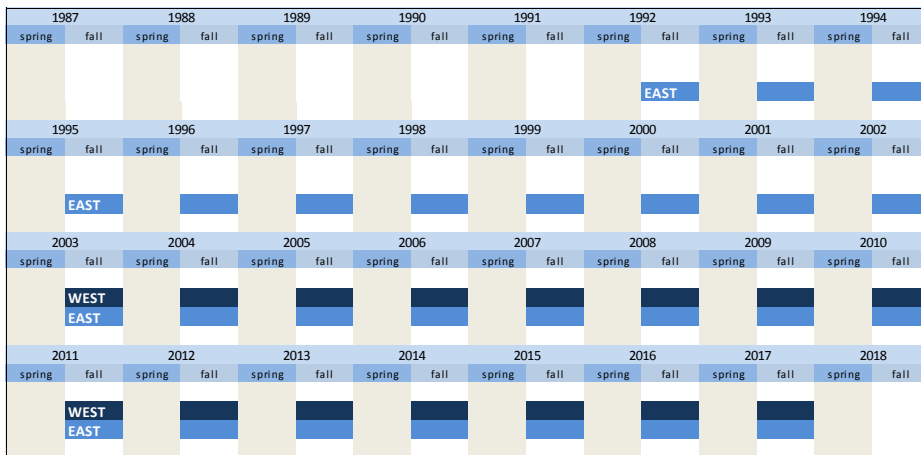 1987 1988 1989 1990 1991 1992 1993 1994
spring fall spring fall spring fall spring fall spring fall spring fall spring fall spring fall
EAST
1995 1996 1997 1998 1999 2000 2001 2002
spring fall spring fall spring fall spring fall spring fall spring fall spring fall spring fall
EAST
2003 2004 2005 2006 2007 2008 2009 2010
spring fall spring fall spring fall spring fall spring fall spring fall spring fall spring fall
WEST
EAST
2011 2012 2013 2014 2015 2016 2017 2018
spring fall spring fall spring fall spring fall spring fall spring fall spring fall spring fall
WEST
EAST